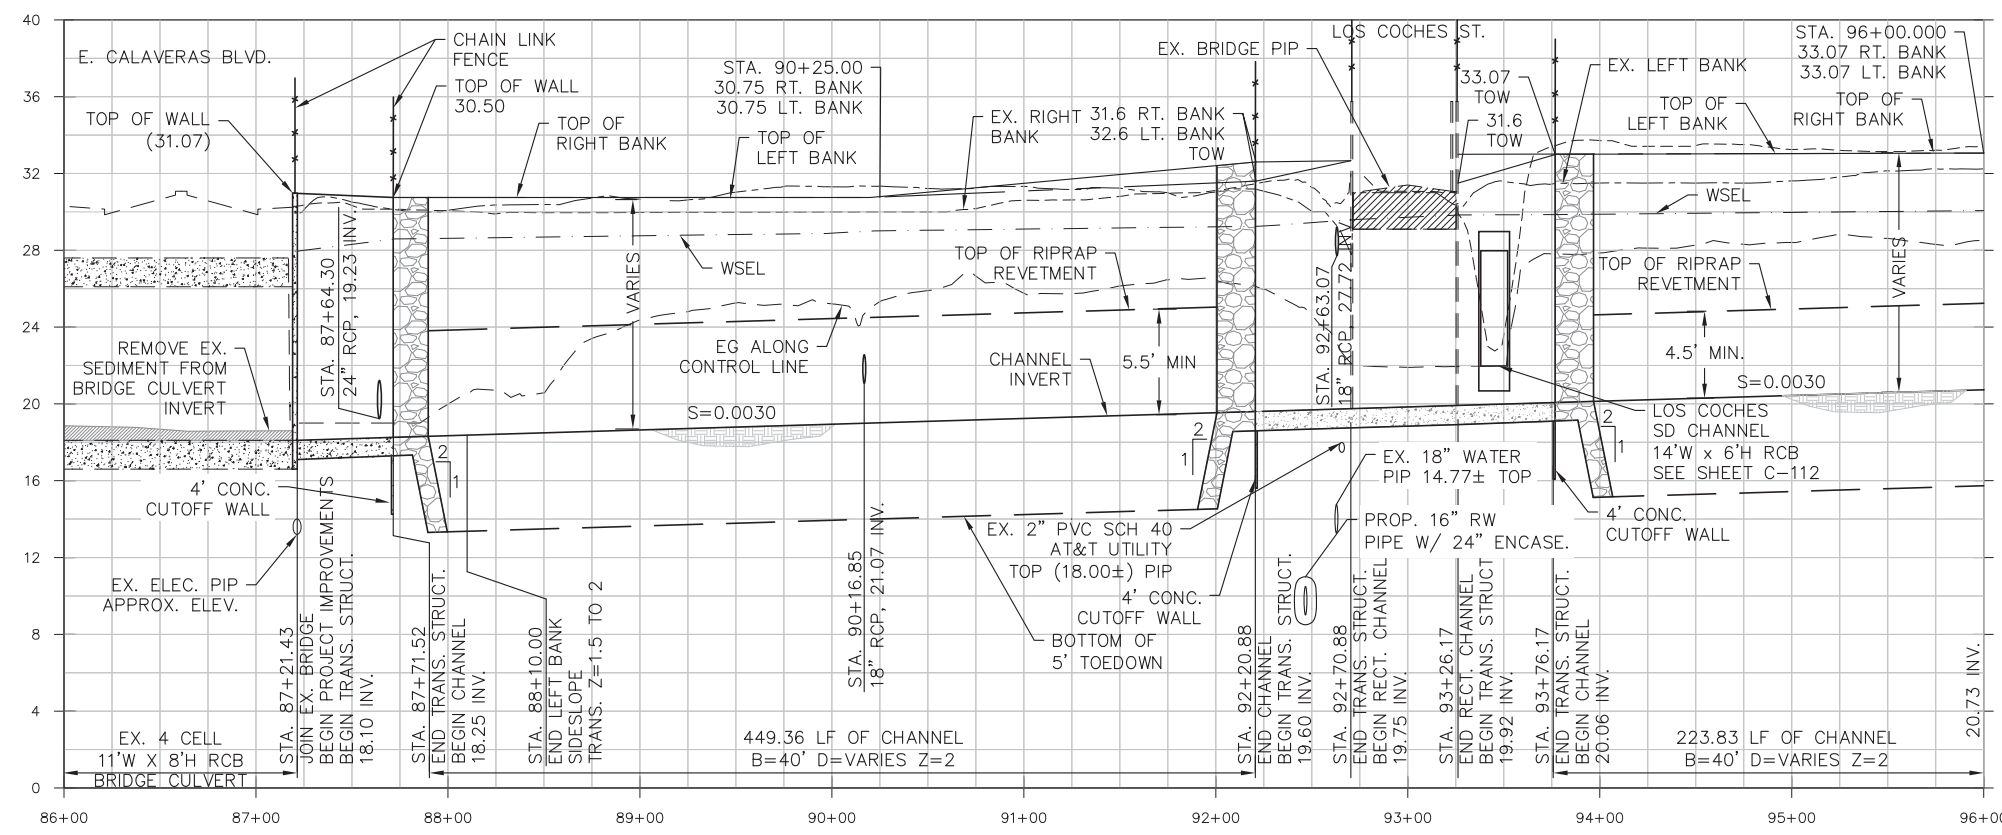 40
36
32
28
24
20
16
12
8
4
0
86+00
87+00
88+00
89+00
90+00
91+00
92+00
93+00
94+00
95+00
E. CALAVERAS BLVD.
TOP OF WALL
(31.07)
CHAIN LINK
FENCE
TOP OF WALL
30.50
TOP OF
RIGHT BANK
STA. 90+25.00
30.75 RT. BANK
30.75 LT. BANK
TOP OF
LEFT BANK
EX. RIGHT
BANK
31.6 RT. BANK
32.6 LT. BANK
TOW
EX. BRIDGE PIP
LOS COCHES ST.
33.07
TOW
31.6
TOW
EX. LEFT BANK
TOP OF
LEFT BANK
STA. 96+00.000
33.07 RT. BANK
33.07 LT. BANK
TOP OF
RIGHT BANK
WSEL
WSEL
VARIES
VARIES
TOP OF RIPRAP
REVETMENT
TOP OF RIPRAP
REVETMENT
STA. 87+64.30
24" RCP, 19.23 INV.
REMOVE EX.
SEDIMENT FROM
BRIDGE CULVERT
INVERT
EG ALONG
CONTROL LINE
CHANNEL
INVERT
5.5' MIN
4.5' MIN.
S=0.0030
S=0.0030
STA. 92+63.07
18" RCP, 27.72 IN
LOS COCHES
SD CHANNEL
14'W x 6'H RCB
SEE SHEET C-112
2
1
2
1
2
1
4' CONC.
CUTOFF WALL
EX. ELEC. PIP
APPROX. ELEV.
EX. 18" WATER
PIP 14.77± TOP
PROP. 16" RW
PIPE W/ 24" ENCASE.
EX. 2" PVC SCH 40
AT&T UTILITY
TOP (18.00±) PIP
4' CONC.
CUTOFF WALL
4' CONC.
CUTOFF WALL
BOTTOM OF
5' TOEDOWN
STA. 87+21.43
JOIN EX. BRIDGE
BEGIN PROJECT IMPROVEMENTS
BEGIN TRANS. STRUCT.
18.10 INV.
STA. 87+71.52
END TRANS. STRUCT.
BEGIN CHANNEL
18.25 INV.
STA. 88+10.00
END LEFT BANK
SIDESLOPE
TRANS. Z=1.5 TO 2
STA. 90+16.85
18" RCP, 21.07 INV.
STA. 92+20.88
END CHANNEL
BEGIN TRANS. STRUCT.
19.60 INV.
STA. 92+70.88
END TRANS. STRUCT.
BEGIN RECT. CHANNEL
19.75 INV.
STA. 93+26.17
END RECT. CHANNEL
BEGIN TRANS. STRUCT
19.92 INV.
STA. 93+76.17
END TRANS. STRUCT.
BEGIN CHANNEL
20.06 INV.
20.73 INV.
EX. 4 CELL
11'W X 8'H RCB
BRIDGE CULVERT
449.36 LF OF CHANNEL
B=40' D=VARIES Z=2
223.83 LF OF CHANNEL
B=40' D=VARIES Z=2